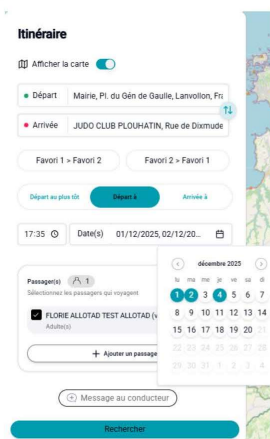 Itinéraire
Afficher la carte
Départ Mairie, Pl. du Gén de Gaulle, Lanvollon, Fra
Arrivée JUDO CLUB PLOUHATIN, Rue de Dixmude
Favori 1 > Favori 2 Favori 2 > Favori 1
Départ au plus tôt Départ à Arrivée à
17:35 Date(s) 01/12/2025, 02/12/20...
décembre 2025
lu ma me je ve sa di
1 2 3 4 5 6 7
8 9 10 11 12 13 14
15 16 17 18 19 20 21
22 23 24 25 26 27 28
29 30 31 1 2 3 4
Passager(s) 1
Sélectionnez les passagers qui voyagent
FLORIE ALLOTAD TEST ALLOTAD (v
Adulte(s)
+ Ajouter un passage
Message au conducteur
Rechercher